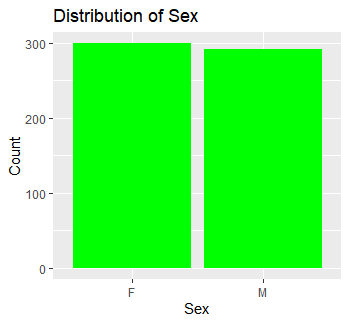 Distribution of Sex
Count
300
200
100
0
F M
Sex